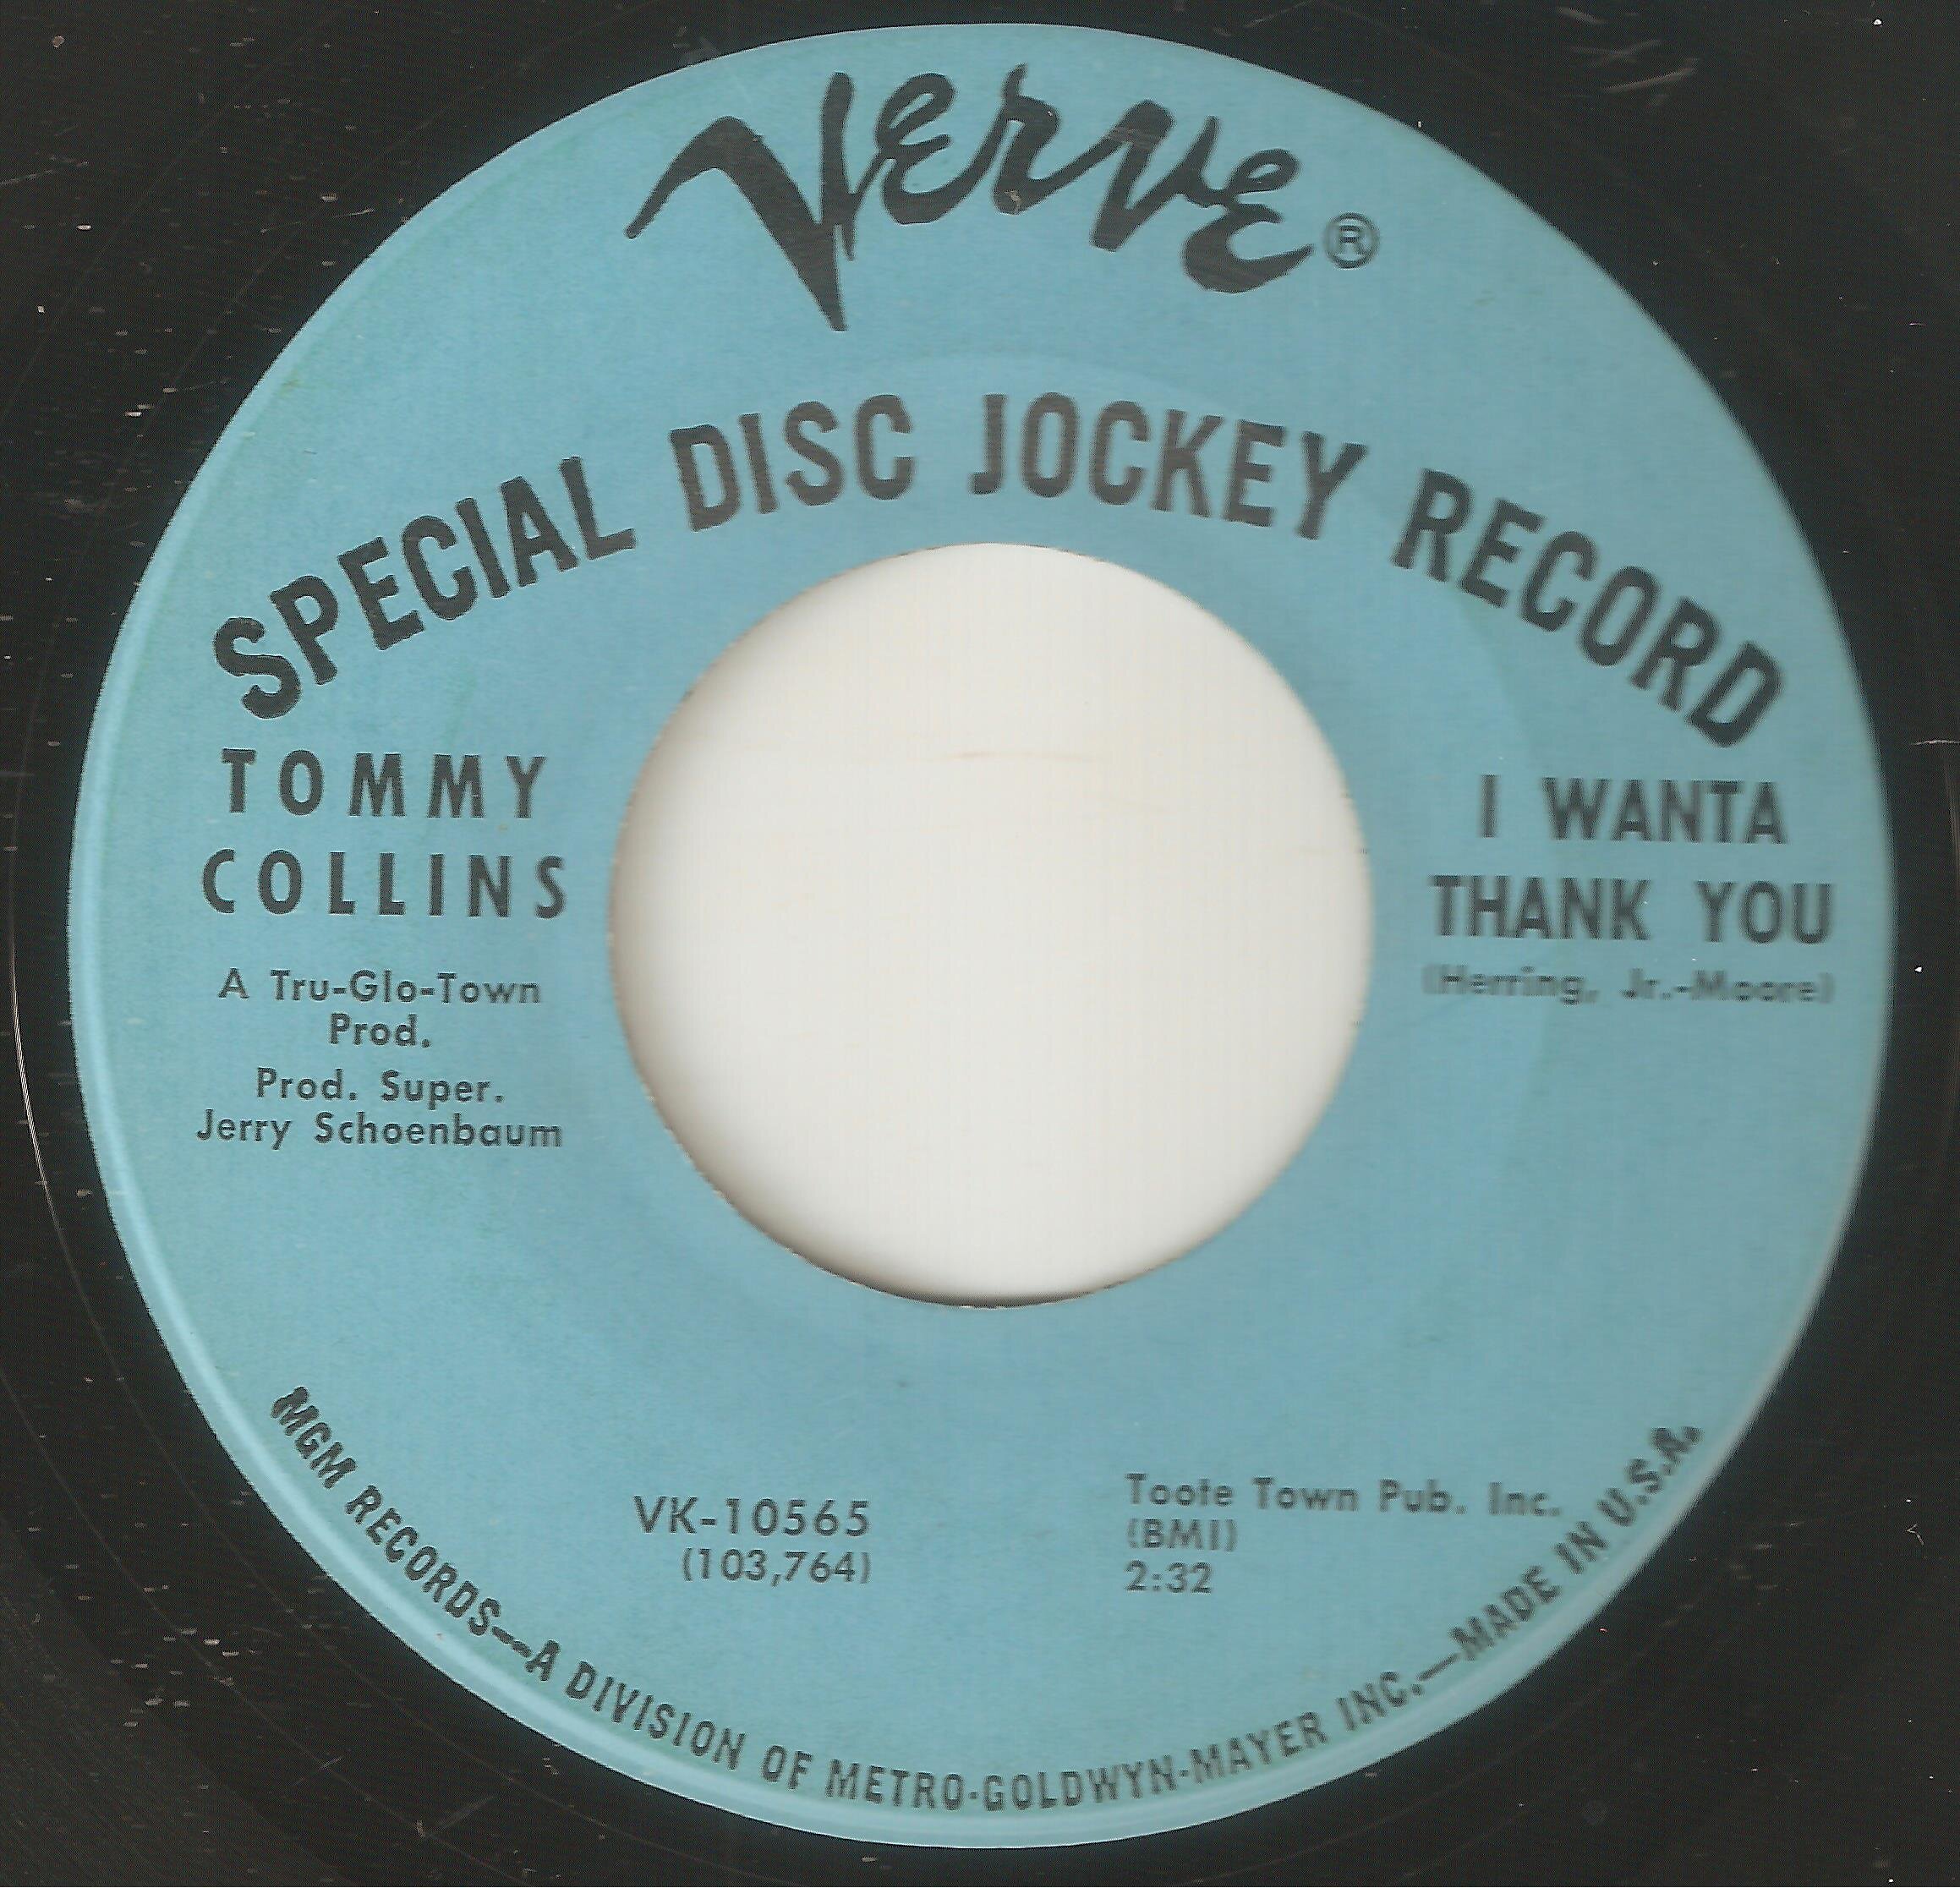 Verve®
SPECIAL DISC JOCKEY RECORD
TOMMY
COLLINS
A Tru-Glo-Town
Prod.
Prod. Super.
Jerry Schoenbaum
I WANTA
THANK YOU
(Herring, Jr.-Moore)
VK-10565
(103,764)
Toote Town Pub. Inc.
(BMI)
2:32
MGM RECORDS—A DIVISION OF METRO-GOLDWYN-MAYER INC.—MADE IN U.S.A.